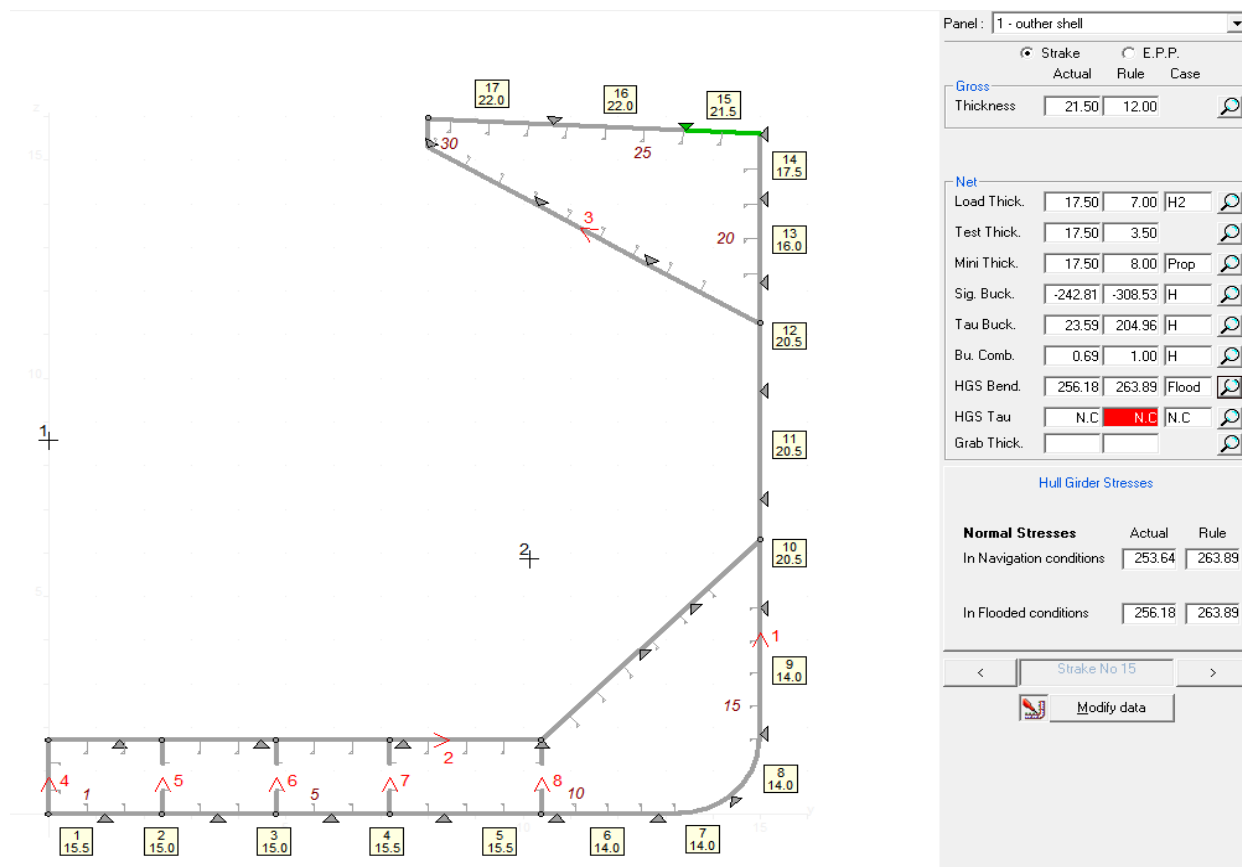 Panel : 1 - outher shell
Strake E.P.P.
Actual Rule Case
Gross
Thickness 21.50 12.00
Net
Load Thick. 17.50 7.00 H2
Test Thick. 17.50 3.50
Mini Thick. 17.50 8.00 Prop
Sig. Buck. -242.81 -308.53 H
Tau Buck. 23.59 204.96 H
Bu. Comb. 0.69 1.00 H
HGS Bend. 256.18 263.89 Flood
HGS Tau N.C N.C N.C
Grab Thick.
Hull Girder Stresses
Normal Stresses Actual Rule
In Navigation conditions 253.64 263.89
In Flooded conditions 256.18 263.89
< Strake No 15 >
Modify data
17
22.0
16
22.0
15
21.5
z
15
30
25
14
17.5
3
20
13
16.0
12
20.5
10
1
11
20.5
2
10
20.5
5
1
9
14.0
15
2
4
5
6
7
8
1
5
10
8
14.0
10
15
y
1
15.5
2
15.0
3
15.0
4
15.5
5
15.5
6
14.0
7
14.0